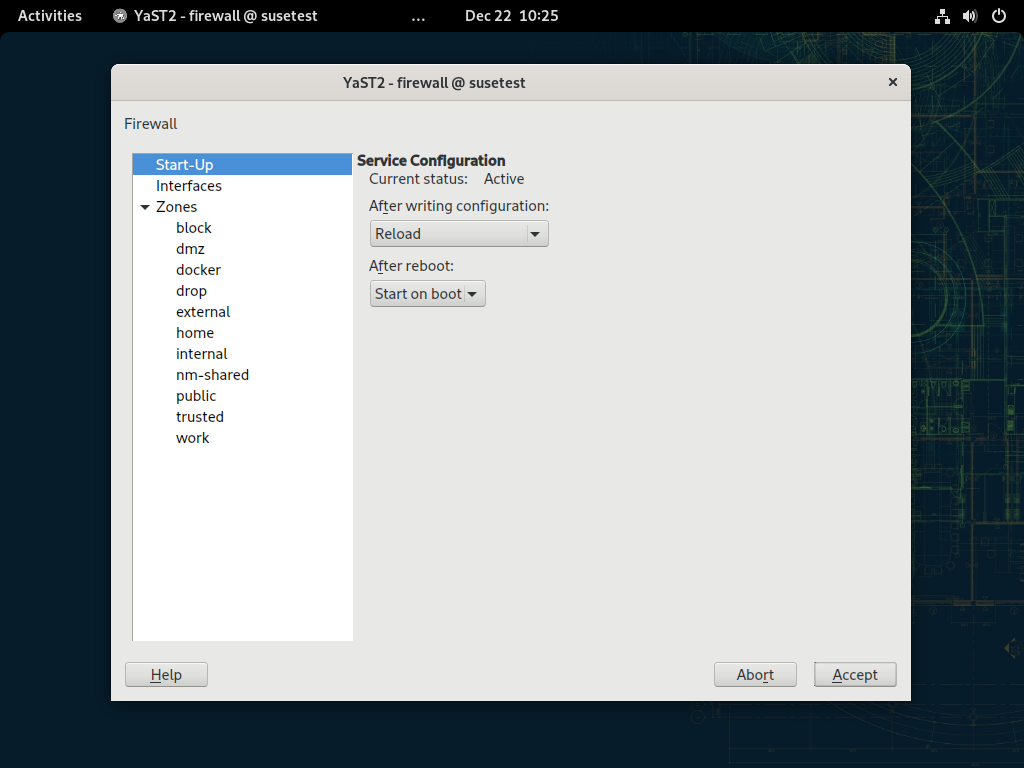 Activities YaST2 - firewall @ susetest ... Dec 22 10:25
YaST2 - firewall @ susetest
Firewall
Start-Up
Interfaces
Zones
block
dmz
docker
drop
external
home
internal
nm-shared
public
trusted
work
Service Configuration
Current status: Active
After writing configuration:
Reload
After reboot:
Start on boot
Help Abort Accept